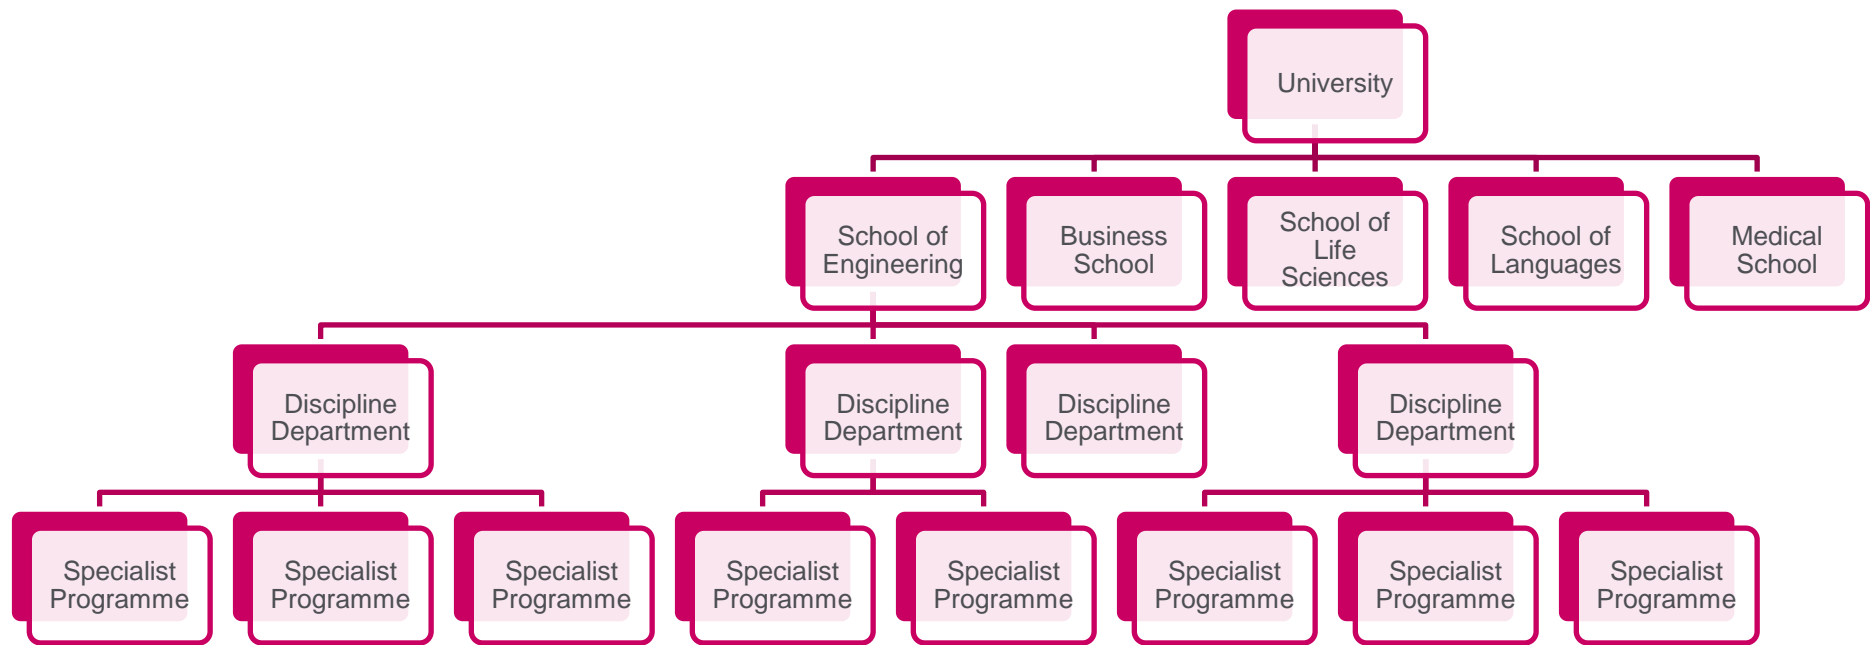 University
School of
Engineering
Business
School
School of
Life
Sciences
School of
Languages
Medical
School
Discipline
Department
Discipline
Department
Discipline
Department
Discipline
Department
Specialist
Programme
Specialist
Programme
Specialist
Programme
Specialist
Programme
Specialist
Programme
Specialist
Programme
Specialist
Programme
Specialist
Programme